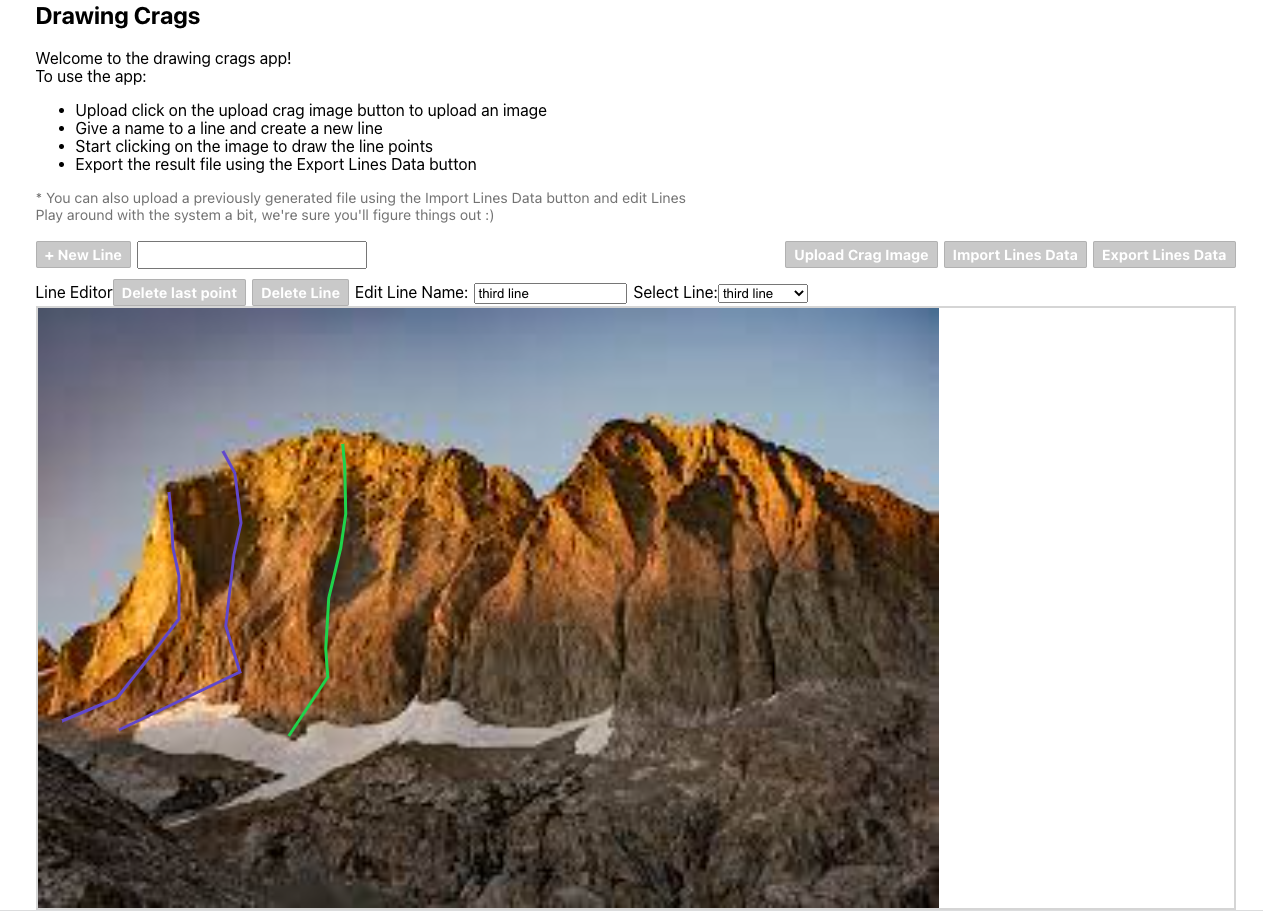 Drawing Crags
Welcome to the drawing crags app!
To use the app:
• Upload click on the upload crag image button to upload an image
• Give a name to a line and create a new line
• Start clicking on the image to draw the line points
• Export the result file using the Export Lines Data button
* You can also upload a previously generated file using the Import Lines Data button and edit Lines
Play around with the system a bit, we're sure you'll figure things out :)
+ New Line Upload Crag Image Import Lines Data Export Lines Data
Line Editor Delete last point Delete Line Edit Line Name: third line Select Line: third line